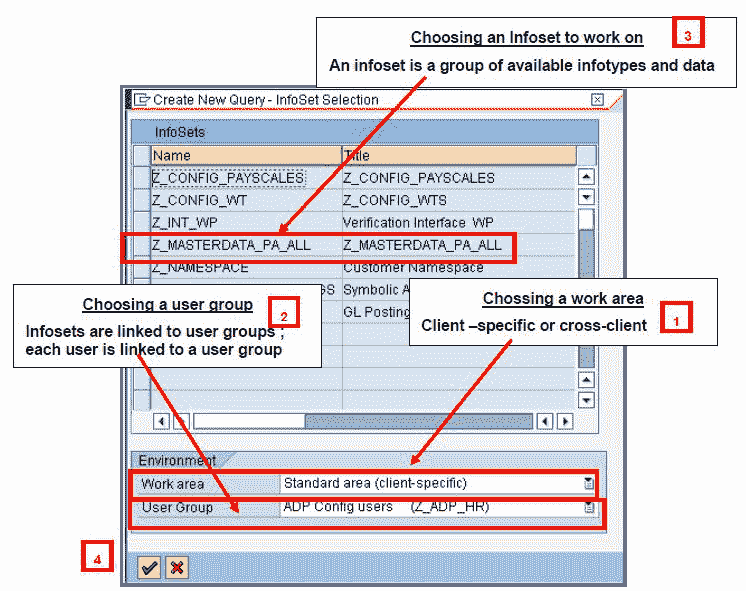 Choosing an Infoset to work on 3
An infoset is a group of available infotypes and data
Create New Query - InfoSet Selection
InfoSets
Name Title
Z_CONFIG_PAYSCALES Z_CONFIG_PAYSCALES
Z_CONFIG_WT Z_CONFIG_WTS
Z_INT_WP Verification Interface WP
Z_MASTERDATA_PA_ALL Z_MASTERDATA_PA_ALL
Z_NAMESPACE Customer Namespace
GS Symbolic A
GL Posting
Choosing a user group 2
Infosets are linked to user groups ;
each user is linked to a user group
Chossing a work area
Client –specific or cross-client 1
Environment
Work area Standard area (client-specific)
User Group ADP Config users (Z_ADP_HR)
4